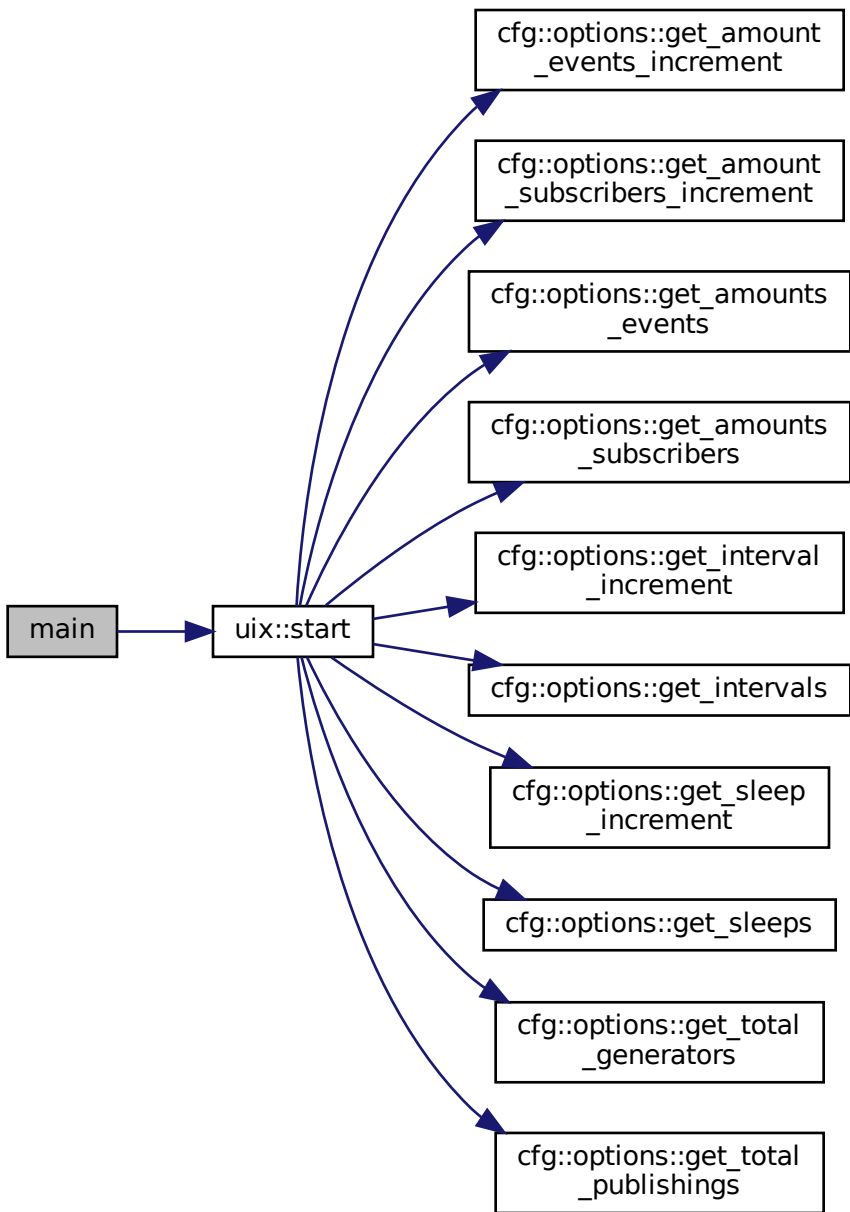 cfg::options::get_amount
_events_increment
cfg::options::get_amount
_subscribers_increment
cfg::options::get_amounts
_events
cfg::options::get_amounts
_subscribers
cfg::options::get_interval
_increment
main
uix::start
cfg::options::get_intervals
cfg::options::get_sleep
_increment
cfg::options::get_sleeps
cfg::options::get_total
_generators
cfg::options::get_total
_publishings